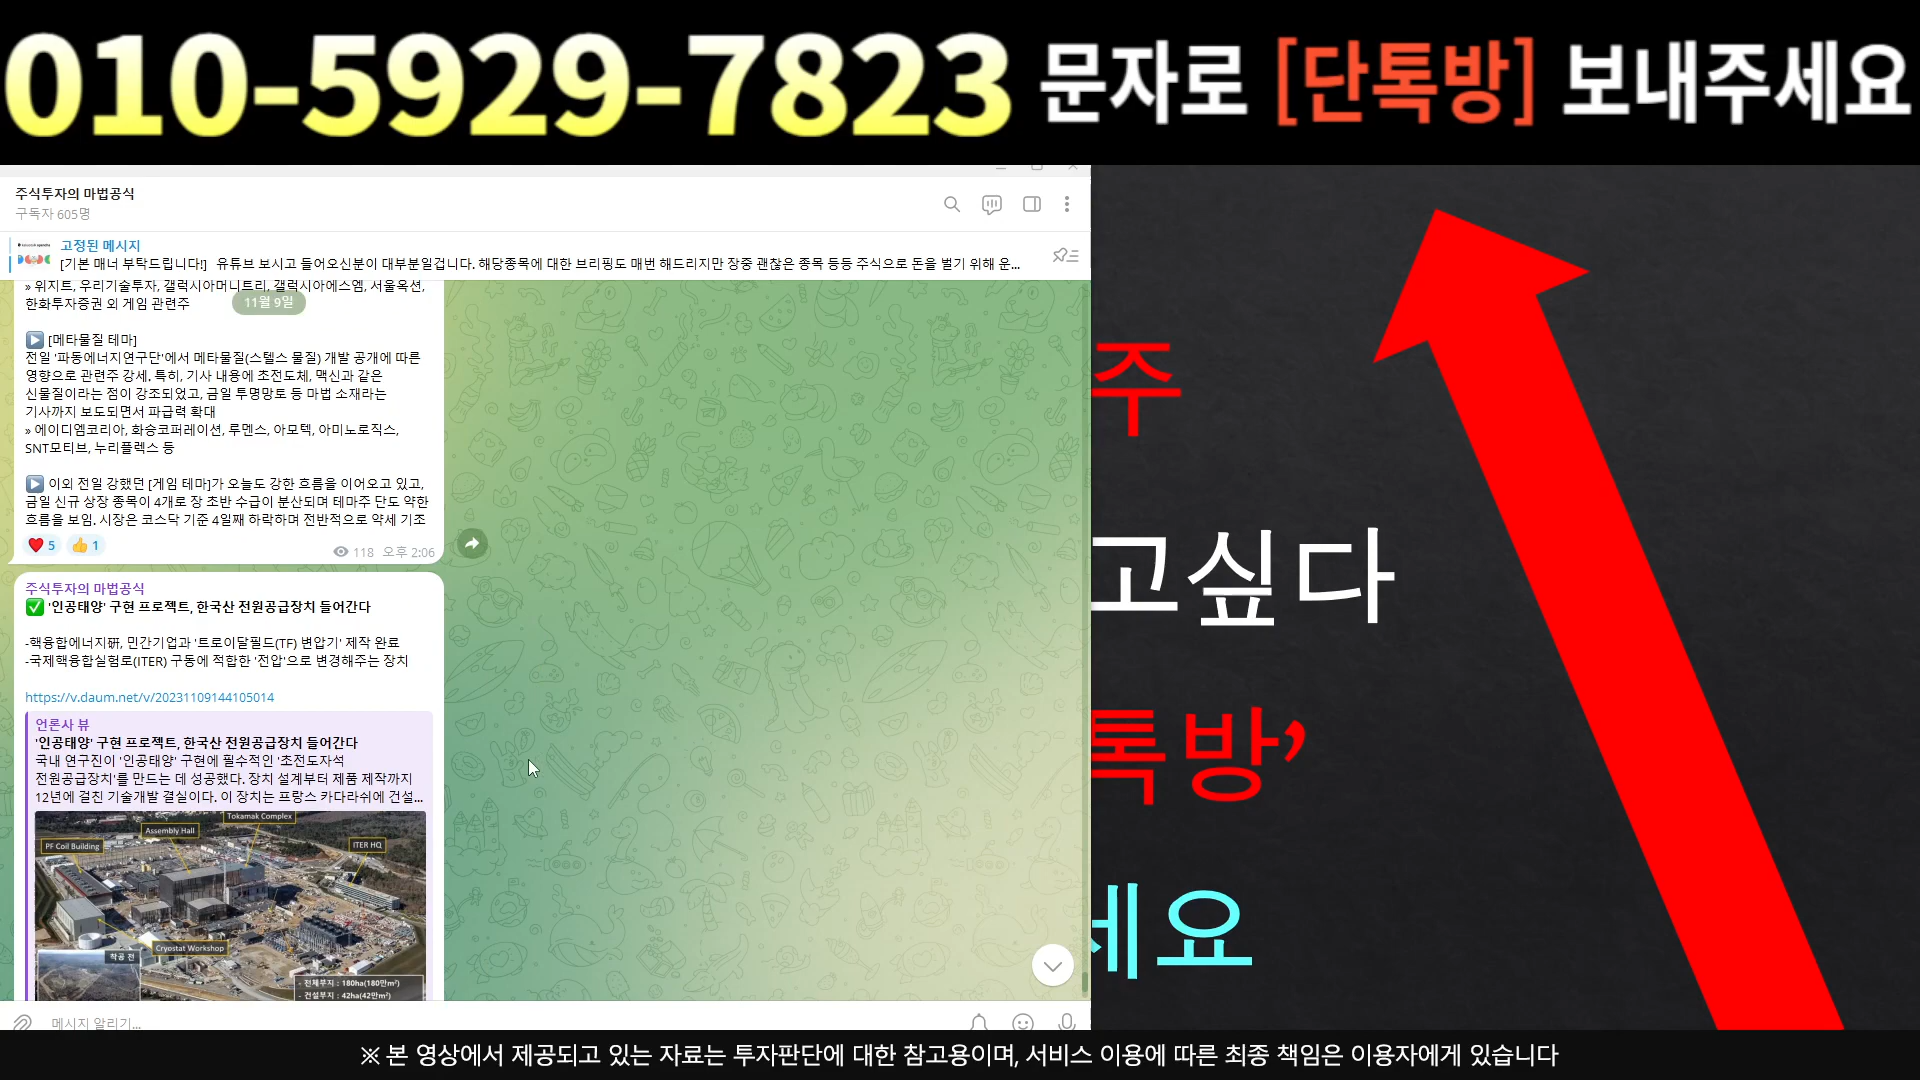 010-5929-7823 문자로 [단톡방] 보내주세요
주식투자의 마법공식
구독자 605명
고정된 메시지
[기본 매너 부탁드립니다!] 유튜브 보시고 들어오신분이 대부분일겁니다. 해당종목에 대한 브리핑도 매번 해드리지만 장중 괜찮은 종목 등등 주식으로 돈을 벌기 위해 운...
» 위지트, 우리기술투자, 갤럭시아머니트리, 갤럭시아에스엠, 서울옥션,
한화투자증권 외 게임 관련주
11월 9일
[메타물질 테마]
전일 '파동에너지연구단'에서 메타물질(스텔스 물질) 개발 공개에 따른
영향으로 관련주 강세. 특히, 기사 내용에 초전도체, 맥신과 같은
신물질이라는 점이 강조되었고, 금일 투명망토 등 마법 소재라는
기사까지 보도되면서 파급력 확대
» 에이디엠코리아, 화승코퍼레이션, 루멘스, 아모텍, 아미노로직스,
SNT모티브, 누리플렉스 등
이외 전일 강했던 [게임 테마]가 오늘도 강한 흐름을 이어오고 있고,
금일 신규 상장 종목이 4개로 장 초반 수급이 분산되며 테마주 단도 약한
흐름을 보임. 시장은 코스닥 기준 4일째 하락하며 전반적으로 약세 기조
5 1
118 오후 2:06
주식투자의 마법공식
'인공태양' 구현 프로젝트, 한국산 전원공급장치 들어간다
-핵융합에너지硏, 민간기업과 '트로이달필드(TF) 변압기' 제작 완료
-국제핵융합실험로(ITER) 구동에 적합한 '전압'으로 변경해주는 장치
https://v.daum.net/v/20231109144105014
언론사 뷰
'인공태양' 구현 프로젝트, 한국산 전원공급장치 들어간다
국내 연구진이 '인공태양' 구현에 필수적인 '초전도자석
전원공급장치'를 만드는 데 성공했다. 장치 설계부터 제품 제작까지
12년에 걸친 기술개발 결실이다. 이 장치는 프랑스 카다라쉬에 건설...
Tokamak Complex
Assembly Hall
PF Coil Building
ITER HQ
Cryostat Workshop
착공 전
- 전체부지 : 180ha(180만m²)
- 건설부지 : 42ha(42만m²)
메시지 알리기...
주
고싶다
톡방’
세요
※ 본 영상에서 제공되고 있는 자료는 투자판단에 대한 참고용이며, 서비스 이용에 따른 최종 책임은 이용자에게 있습니다